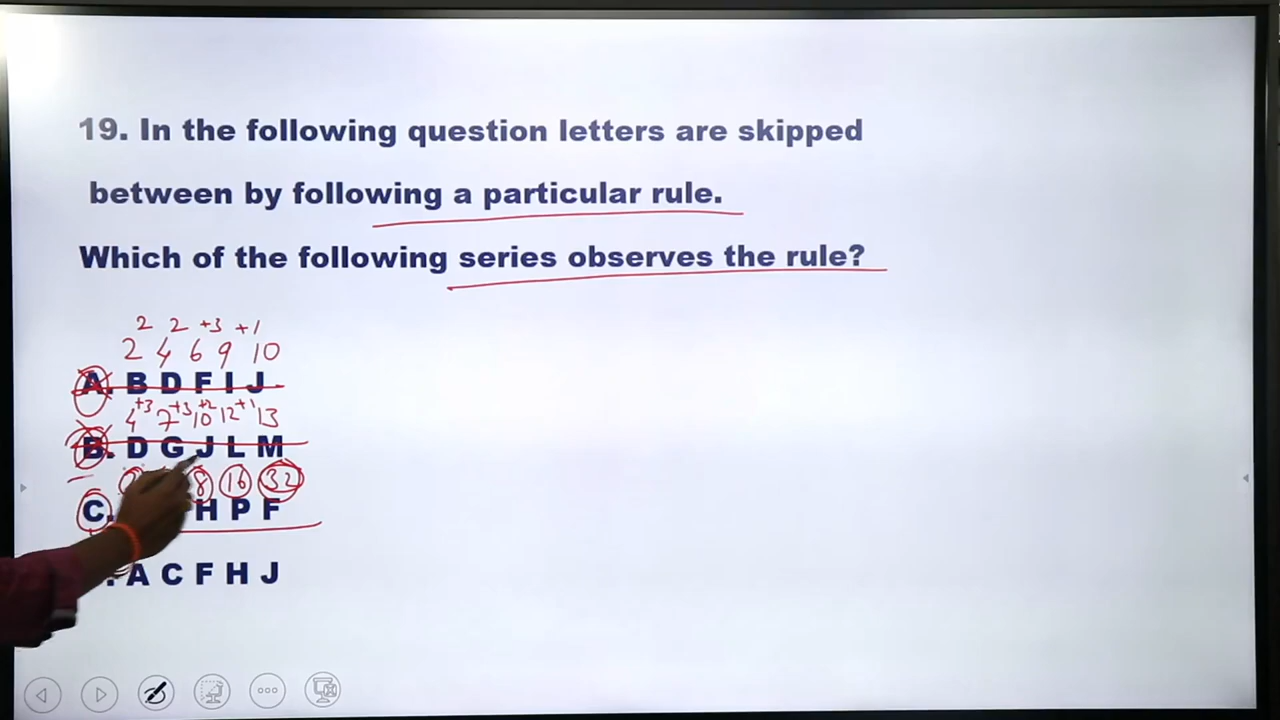 19. In the following question letters are skipped
between by following a particular rule.
Which of the following series observes the rule?
2 2 +3 +1
2 4 6 9 10
A. B D F I J
+3 +3 +2 +1
4 7 10 12 13
B. D G J L M
8 16 32
C. H P F
A C F H J